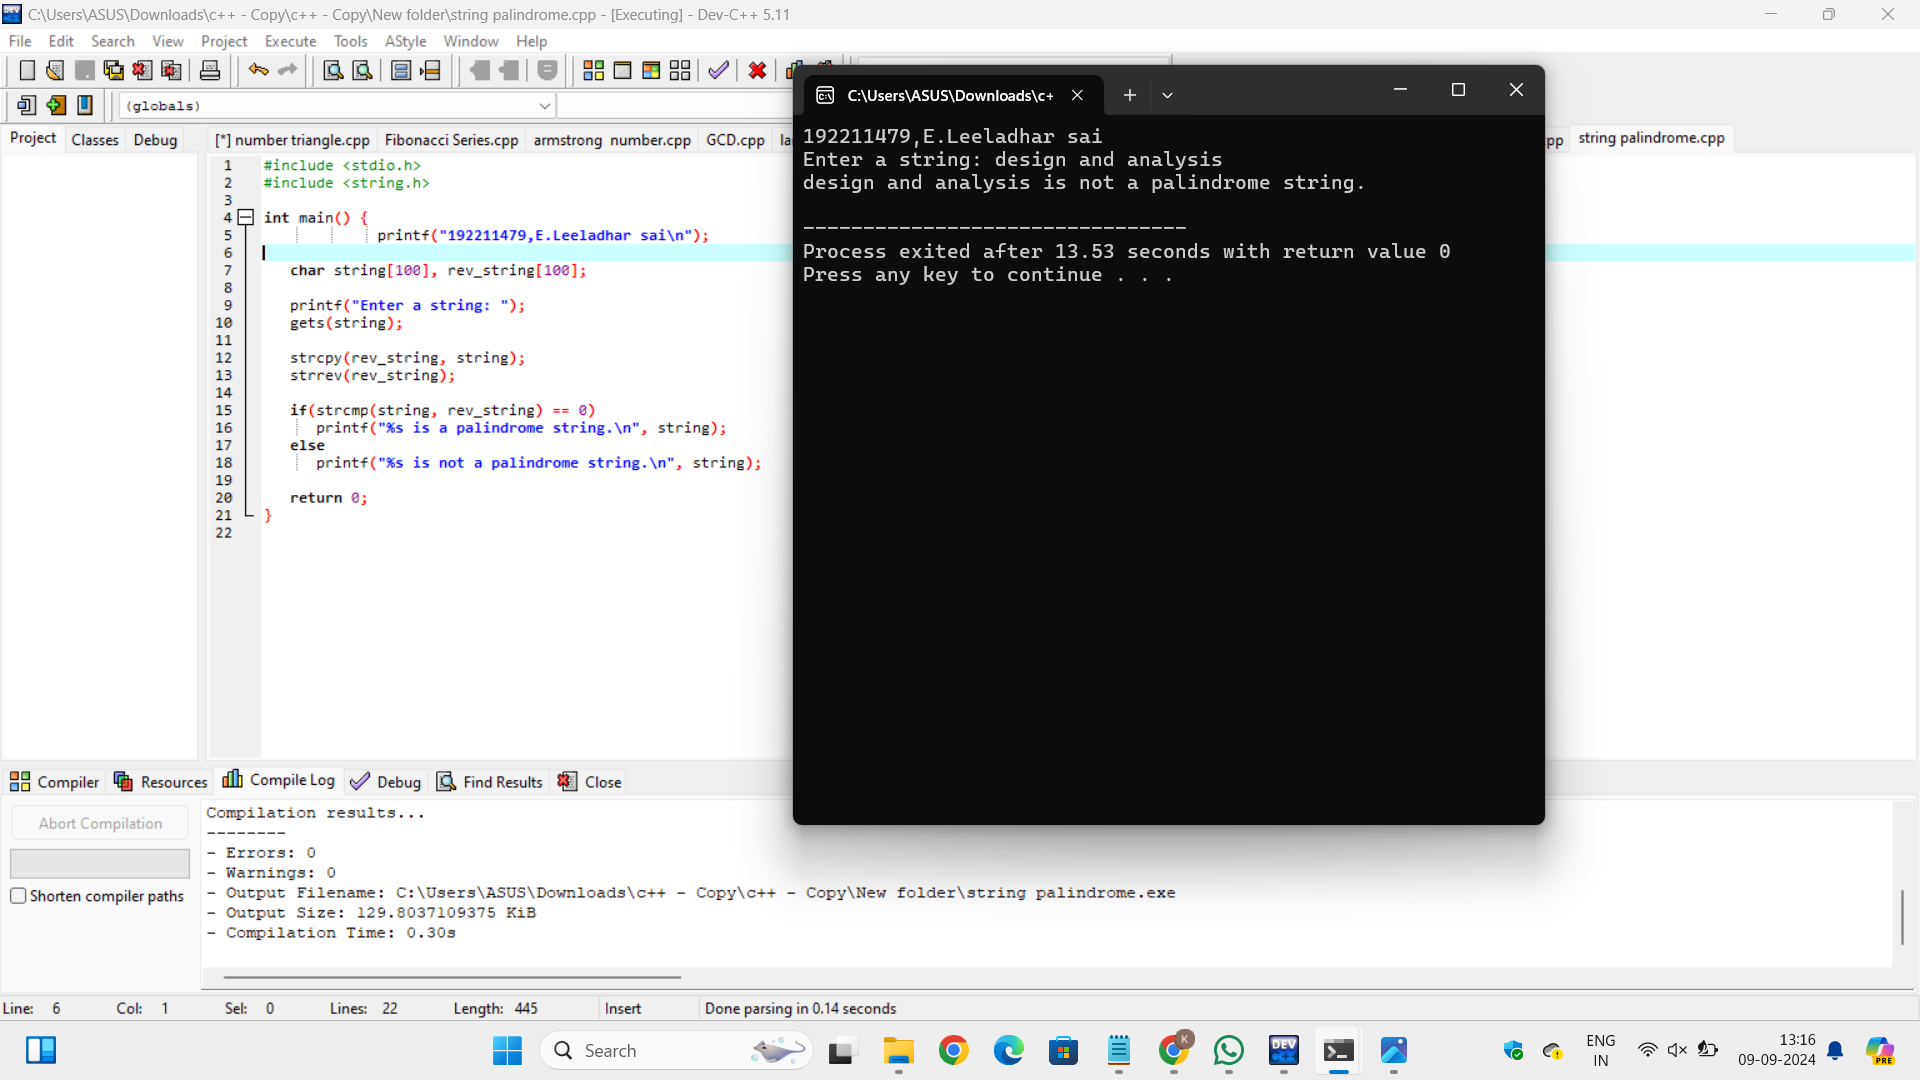 C:\Users\ASUS\Downloads\c++ - Copy\c++ - Copy\New folder\string palindrome.cpp - [Executing] - Dev-C++ 5.11
File Edit Search View Project Execute Tools AStyle Window Help
(globals)
Project Classes Debug
[*] number triangle.cpp Fibonacci Series.cpp armstrong number.cpp GCD.cpp string palindrome.cpp
1 #include <stdio.h>
2 #include <string.h>
3
4 int main() {
5 printf("192211479,E.Leeladhar sai\n");
6
7 char string[100], rev_string[100];
8
9 printf("Enter a string: ");
10 gets(string);
11
12 strcpy(rev_string, string);
13 strrev(rev_string);
14
15 if(strcmp(string, rev_string) == 0)
16 printf("%s is a palindrome string.\n", string);
17 else
18 printf("%s is not a palindrome string.\n", string);
19
20 return 0;
21 }
22
C:\Users\ASUS\Downloads\c+
192211479,E.Leeladhar sai
Enter a string: design and analysis
design and analysis is not a palindrome string.
--------------------------------
Process exited after 13.53 seconds with return value 0
Press any key to continue . . .
Compiler Resources Compile Log Debug Find Results Close
Abort Compilation
Shorten compiler paths
Compilation results...
--------
- Errors: 0
- Warnings: 0
- Output Filename: C:\Users\ASUS\Downloads\c++ - Copy\c++ - Copy\New folder\string palindrome.exe
- Output Size: 129.8037109375 KiB
- Compilation Time: 0.30s
Line: 6 Col: 1 Sel: 0 Lines: 22 Length: 445 Insert Done parsing in 0.14 seconds
Search
K
DEV
C++
ENG
IN
13:16
09-09-2024
PRE